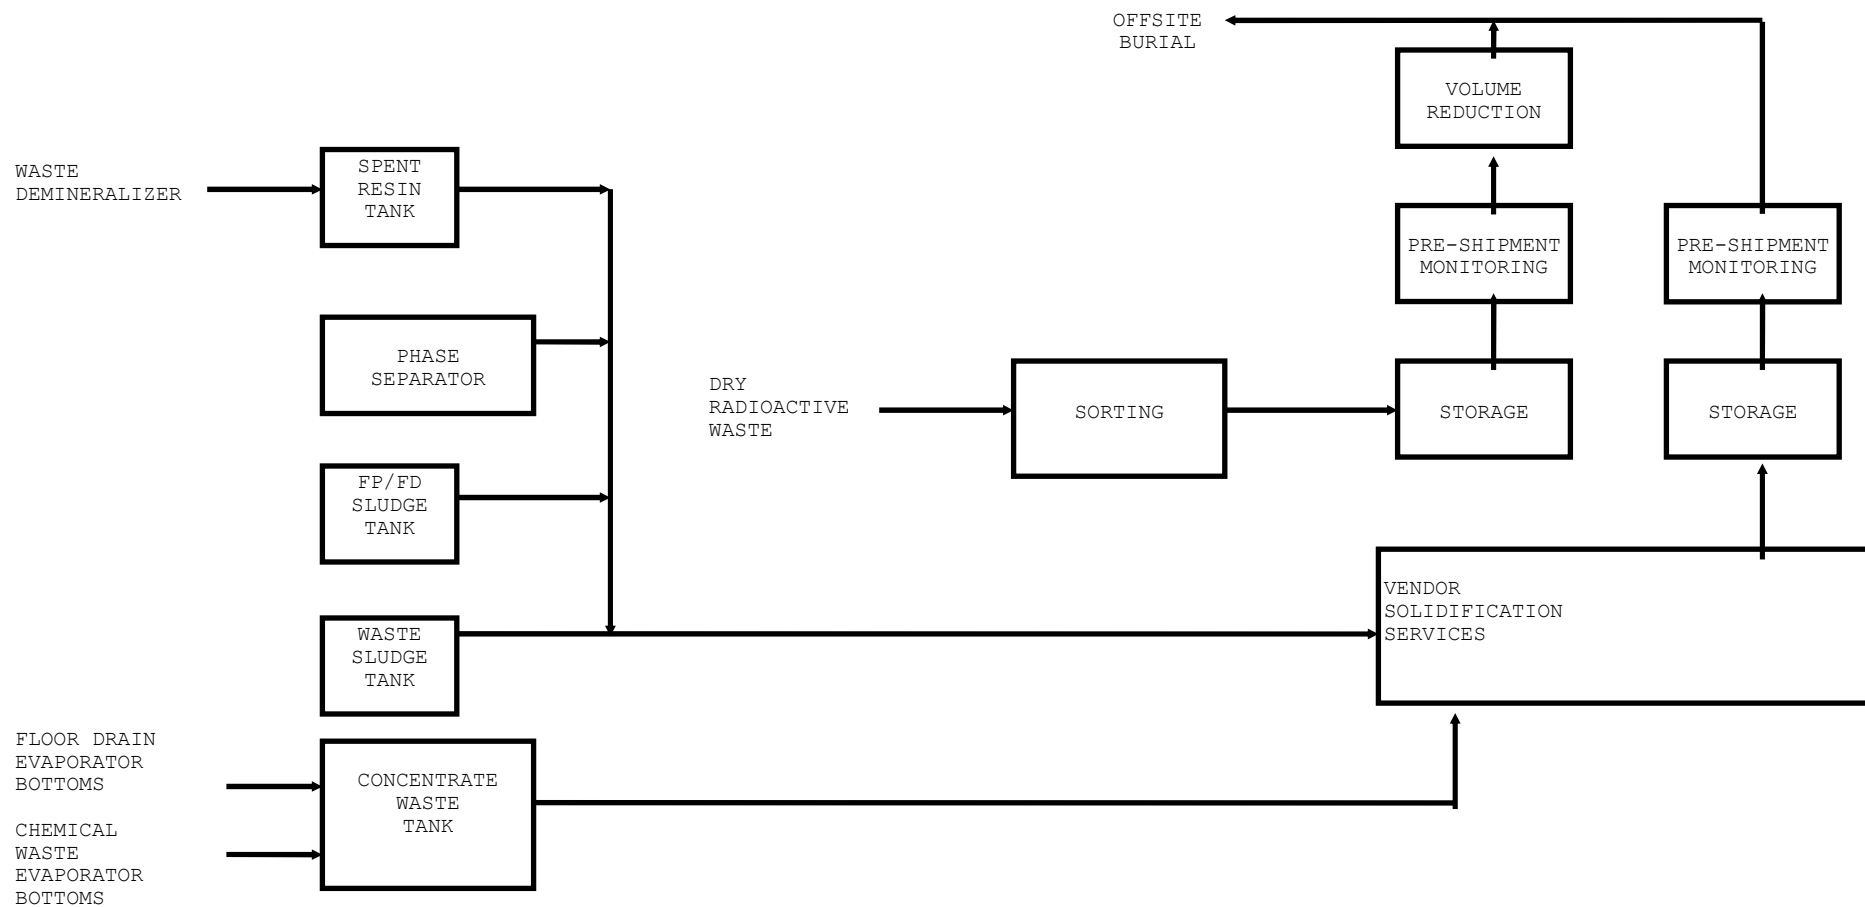 OFFSITE
BURIAL
VOLUME
REDUCTION
WASTE
DEMINERALIZER
SPENT
RESIN
TANK
PRE-SHIPMENT
MONITORING
PRE-SHIPMENT
MONITORING
PHASE
SEPARATOR
DRY
RADIOACTIVE
WASTE
SORTING
STORAGE
STORAGE
FP/FD
SLUDGE
TANK
VENDOR
SOLIDIFICATION
SERVICES
WASTE
SLUDGE
TANK
FLOOR DRAIN
EVAPORATOR
BOTTOMS
CONCENTRATE
WASTE
TANK
CHEMICAL
WASTE
EVAPORATOR
BOTTOMS